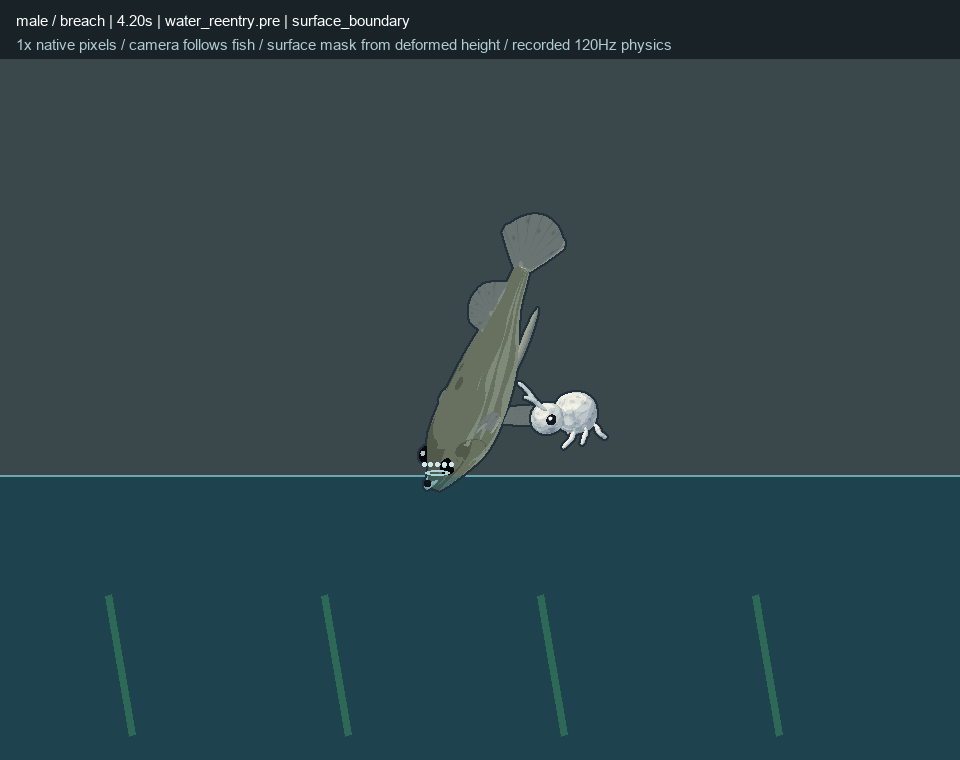 male / breach | 4.20s | water_reentry.pre | surface_boundary
1x native pixels / camera follows fish / surface mask from deformed height / recorded 120Hz physics